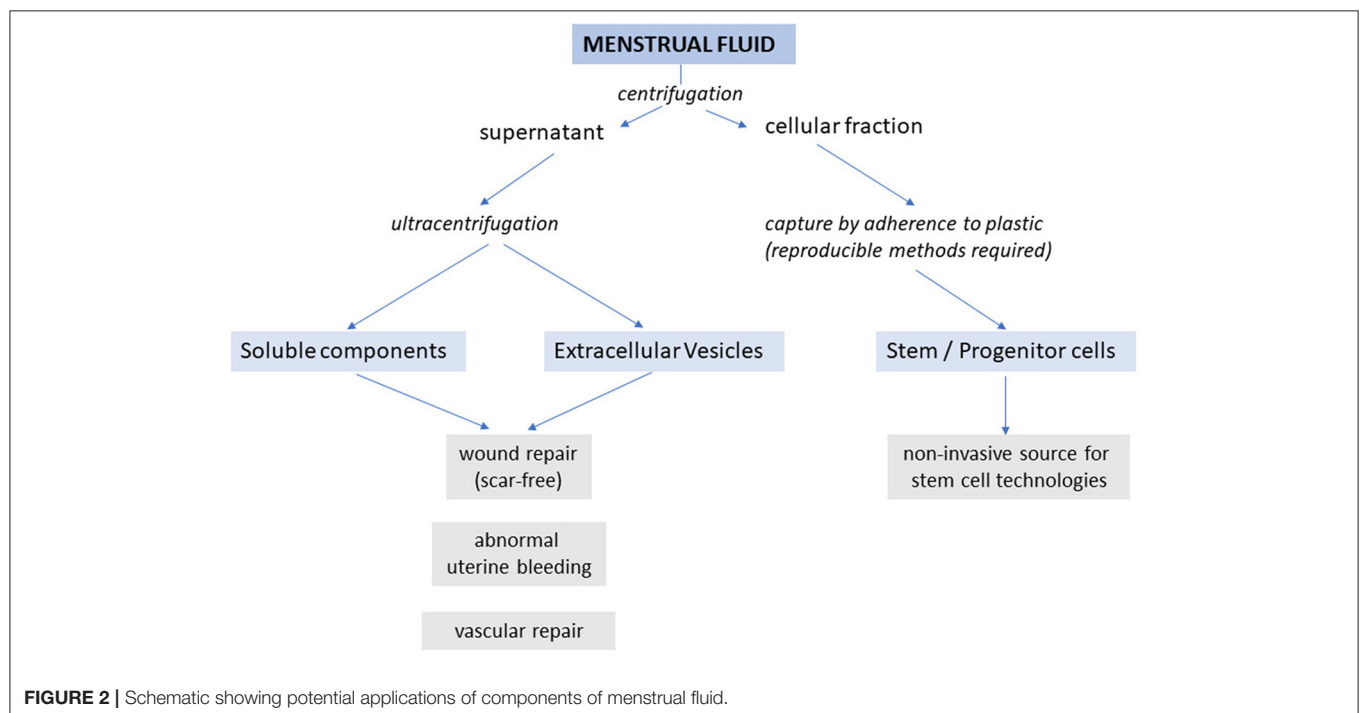 MENSTRUAL FLUID
centrifugation
supernatant
cellular fraction
ultracentrifugation
capture by adherence to plastic
(reproducible methods required)
Soluble components
Extracellular Vesicles
Stem / Progenitor cells
wound repair
(scar-free)
non-invasive source for
stem cell technologies
abnormal
uterine bleeding
vascular repair
FIGURE 2 | Schematic showing potential applications of components of menstrual fluid.